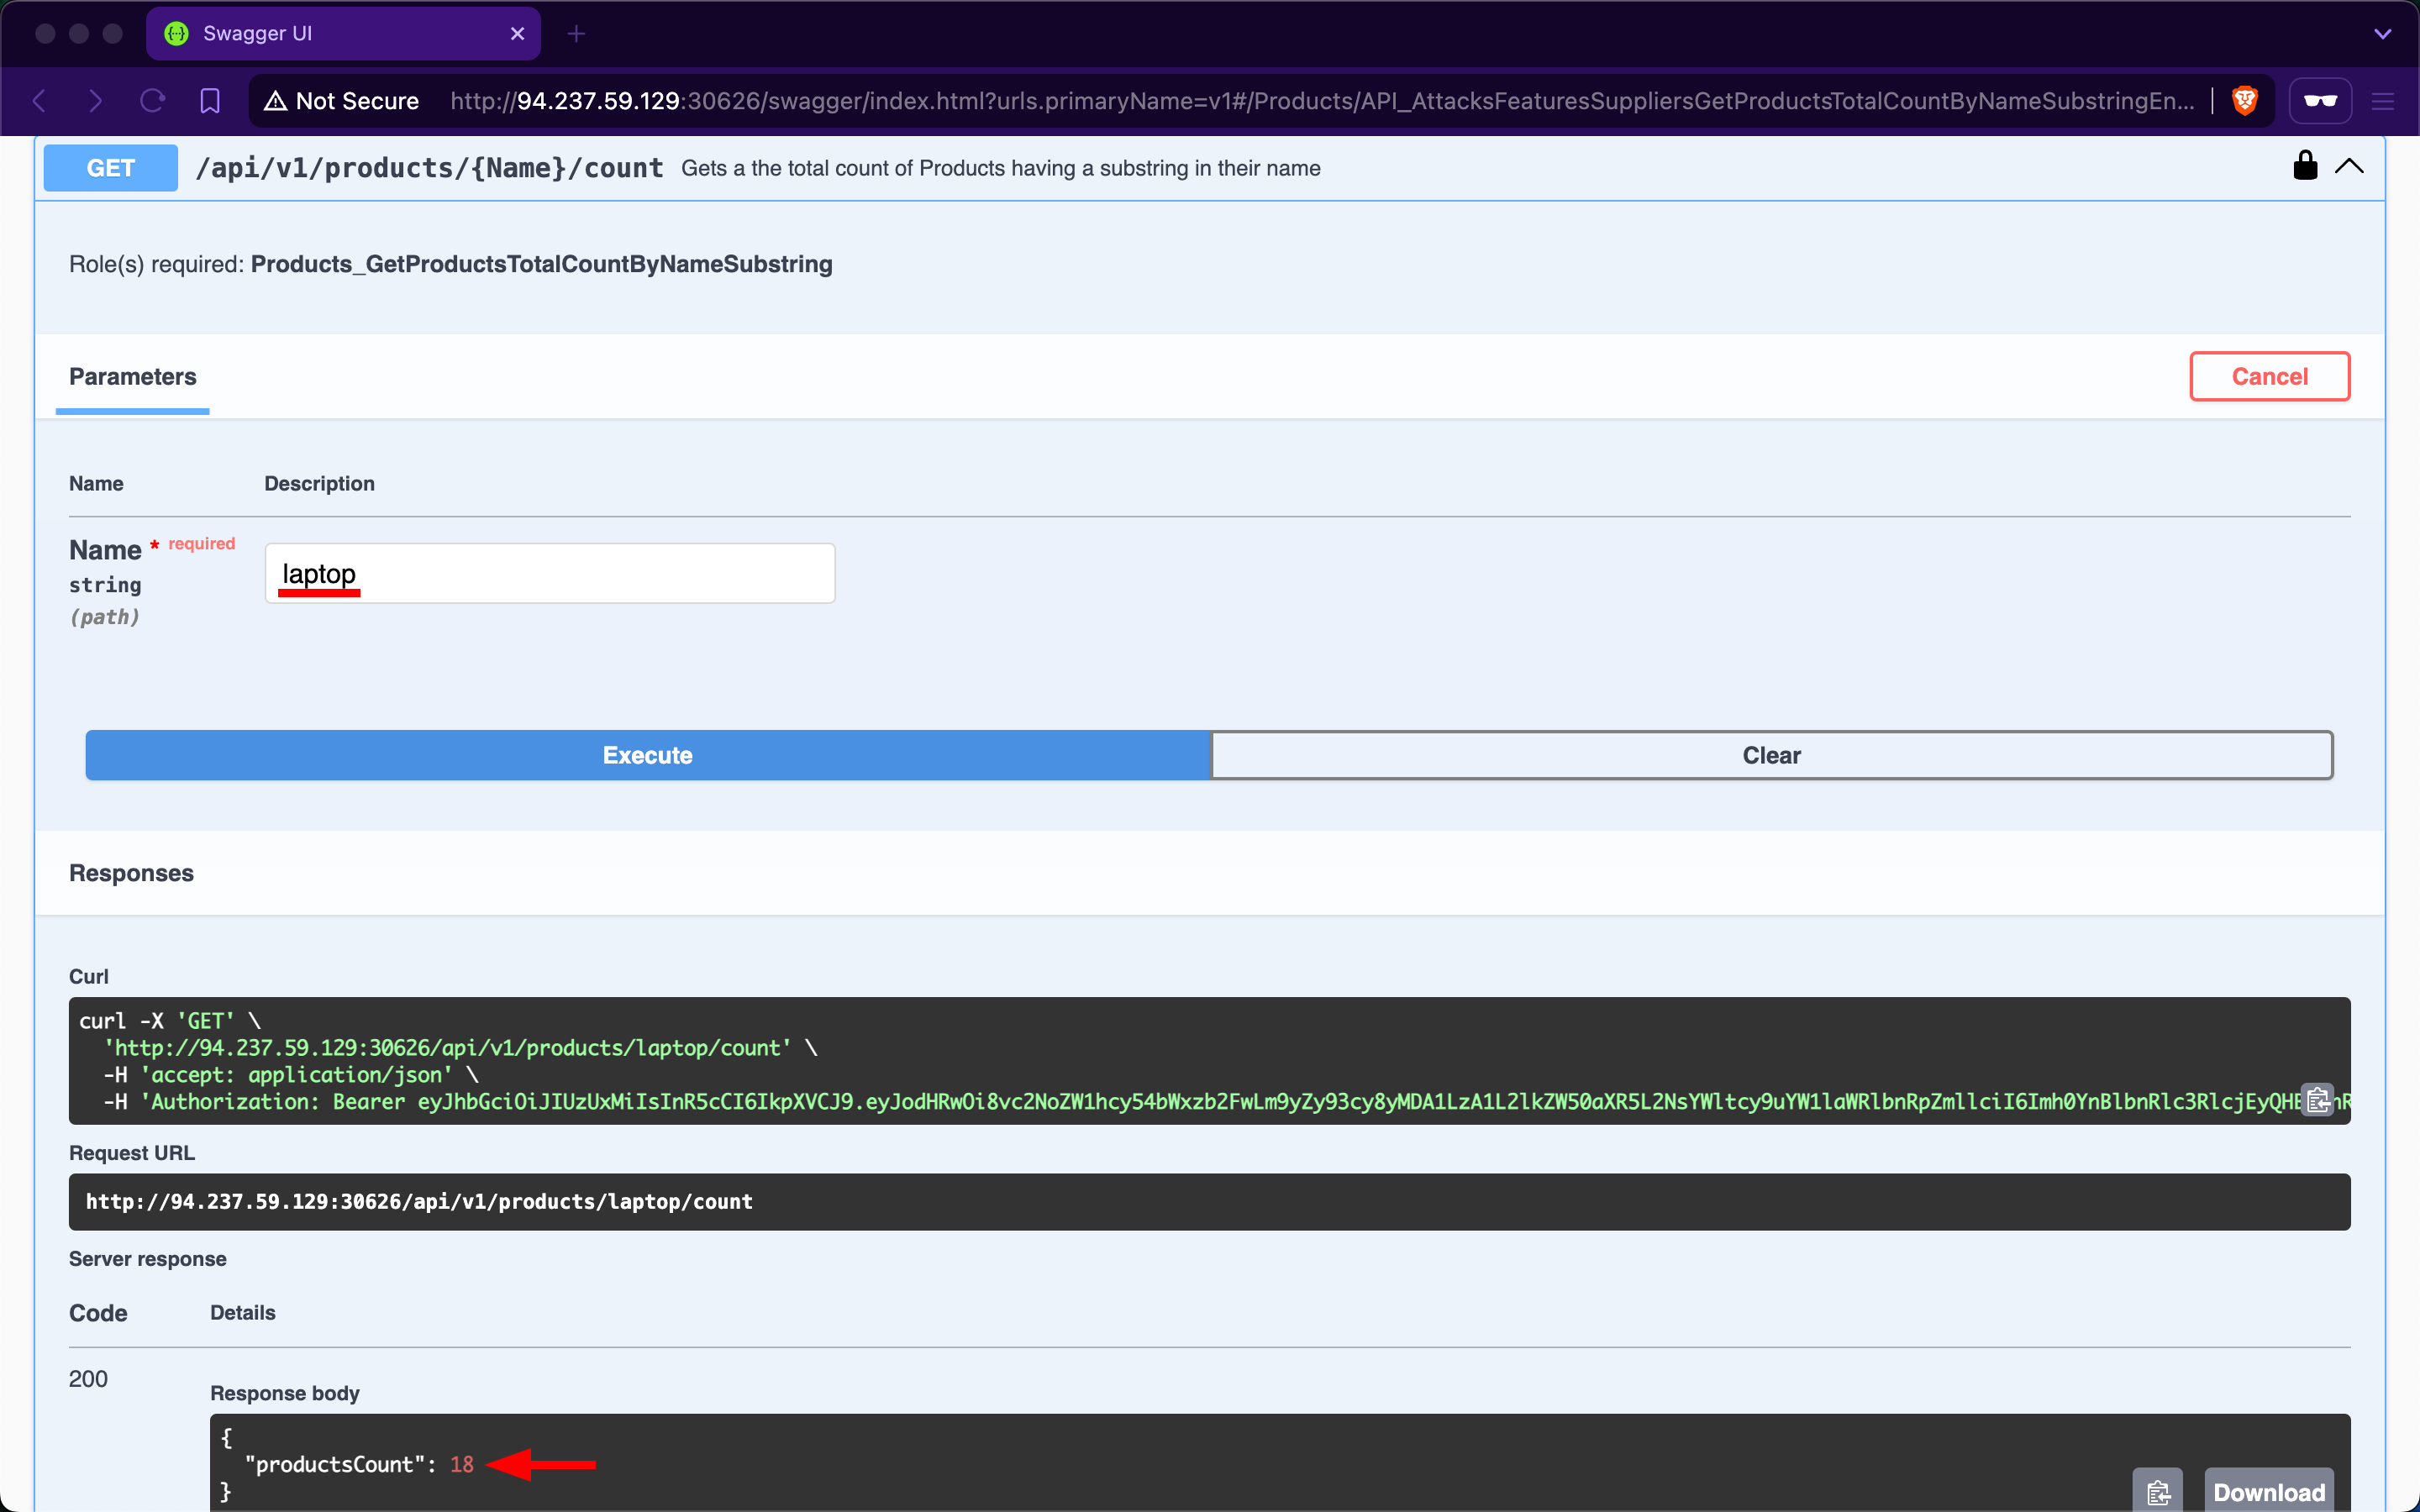 Swagger UI
Not Secure http://94.237.59.129:30626/swagger/index.html?urls.primaryName=v1#/Products/API_AttacksFeaturesSuppliersGetProductsTotalCountByNameSubstringEn...
GET /api/v1/products/{Name}/count Gets a the total count of Products having a substring in their name
Role(s) required: Products_GetProductsTotalCountByNameSubstring
Parameters
Cancel
Name Description
Name * required
laptop
string
(path)
Execute Clear
Responses
Curl
curl -X 'GET' \
'http://94.237.59.129:30626/api/v1/products/laptop/count' \
-H 'accept: application/json' \
-H 'Authorization: Bearer
Request URL
http://94.237.59.129:30626/api/v1/products/laptop/count
Server response
Code Details
200
Response body
{
"productsCount": 18
}
Download